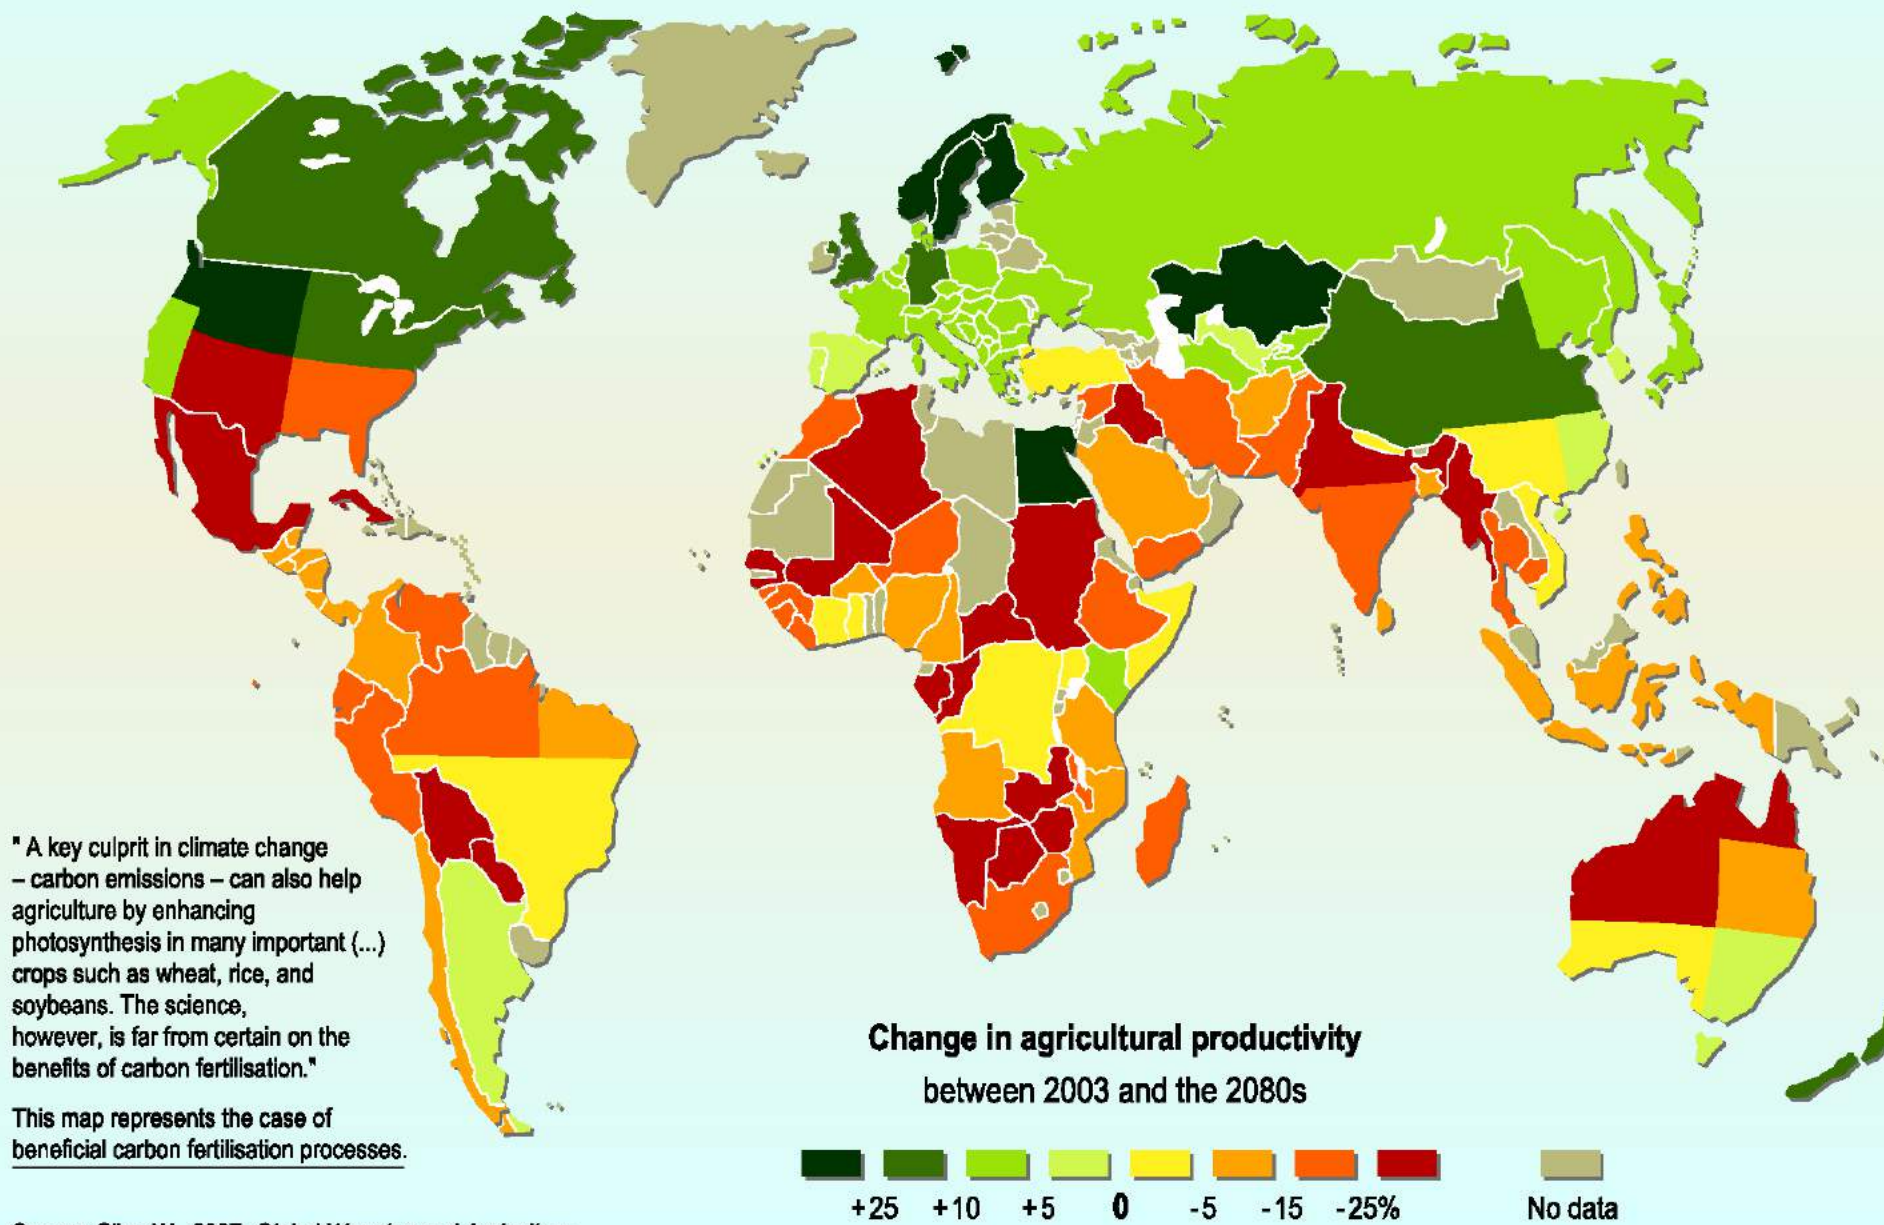 " A key culprit in climate change
– carbon emissions – can also help
agriculture by enhancing
photosynthesis in many important (...)
crops such as wheat, rice, and
soybeans. The science,
however, is far from certain on the
benefits of carbon fertilisation."
This map represents the case of
beneficial carbon fertilisation processes.
Change in agricultural productivity
between 2003 and the 2080s
+25 +10 +5 0 -5 -15 -25% No data